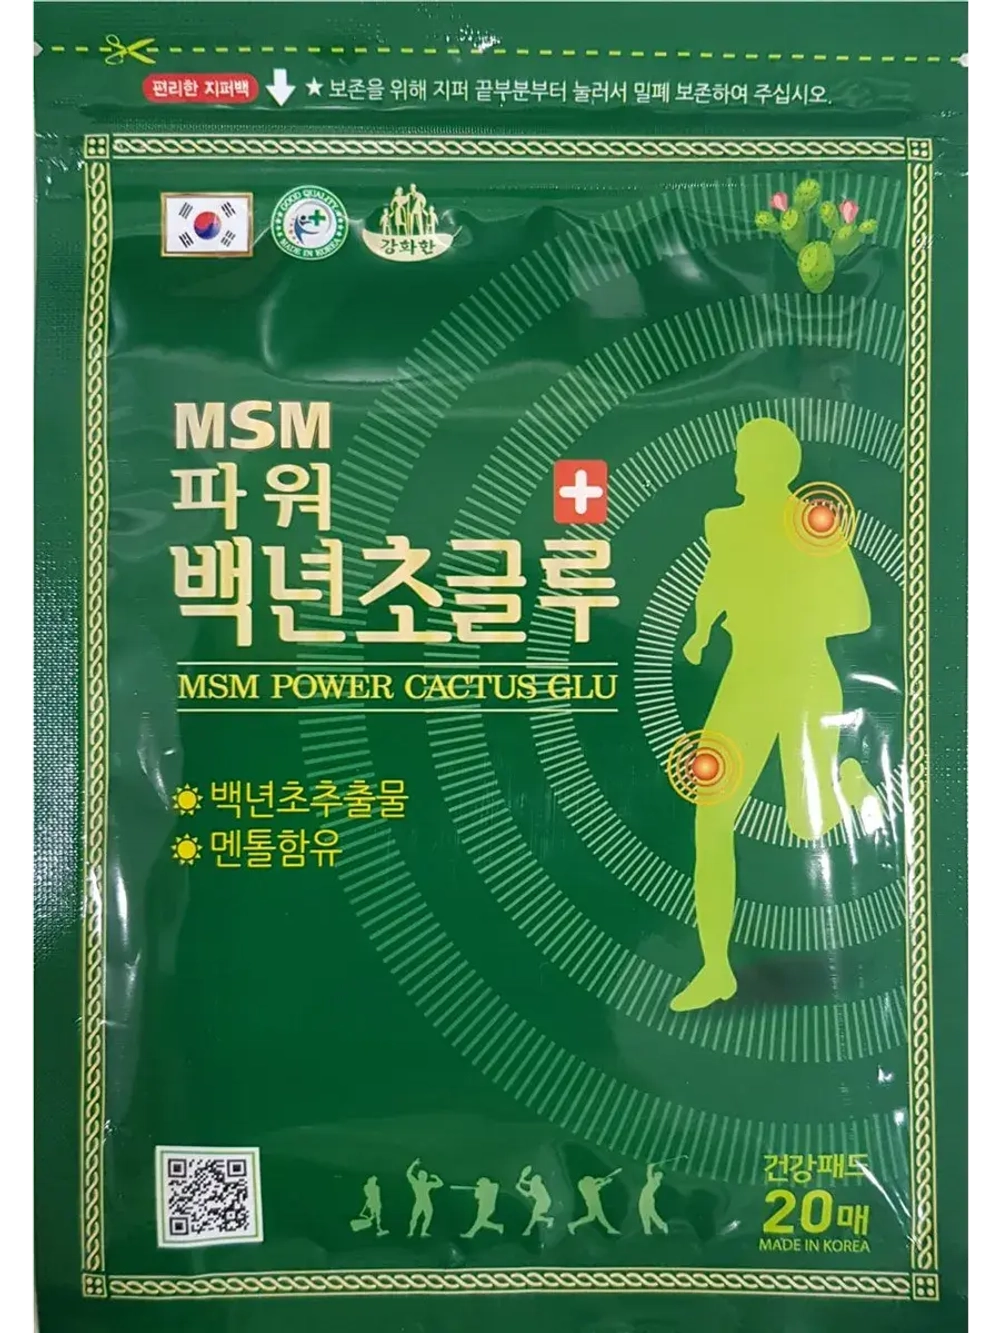 편리한 지퍼백 ★ 보존을 위해 지퍼 끝부분부터 눌러서 밀폐 보존하여 주십시오.
GOOD QUALITY
MADE IN KOREA
강화한
MSM
파워
백년초글루
MSM POWER CACTUS GLU
백년초추출물
멘톨함유
건강패드
20매
MADE IN KOREA